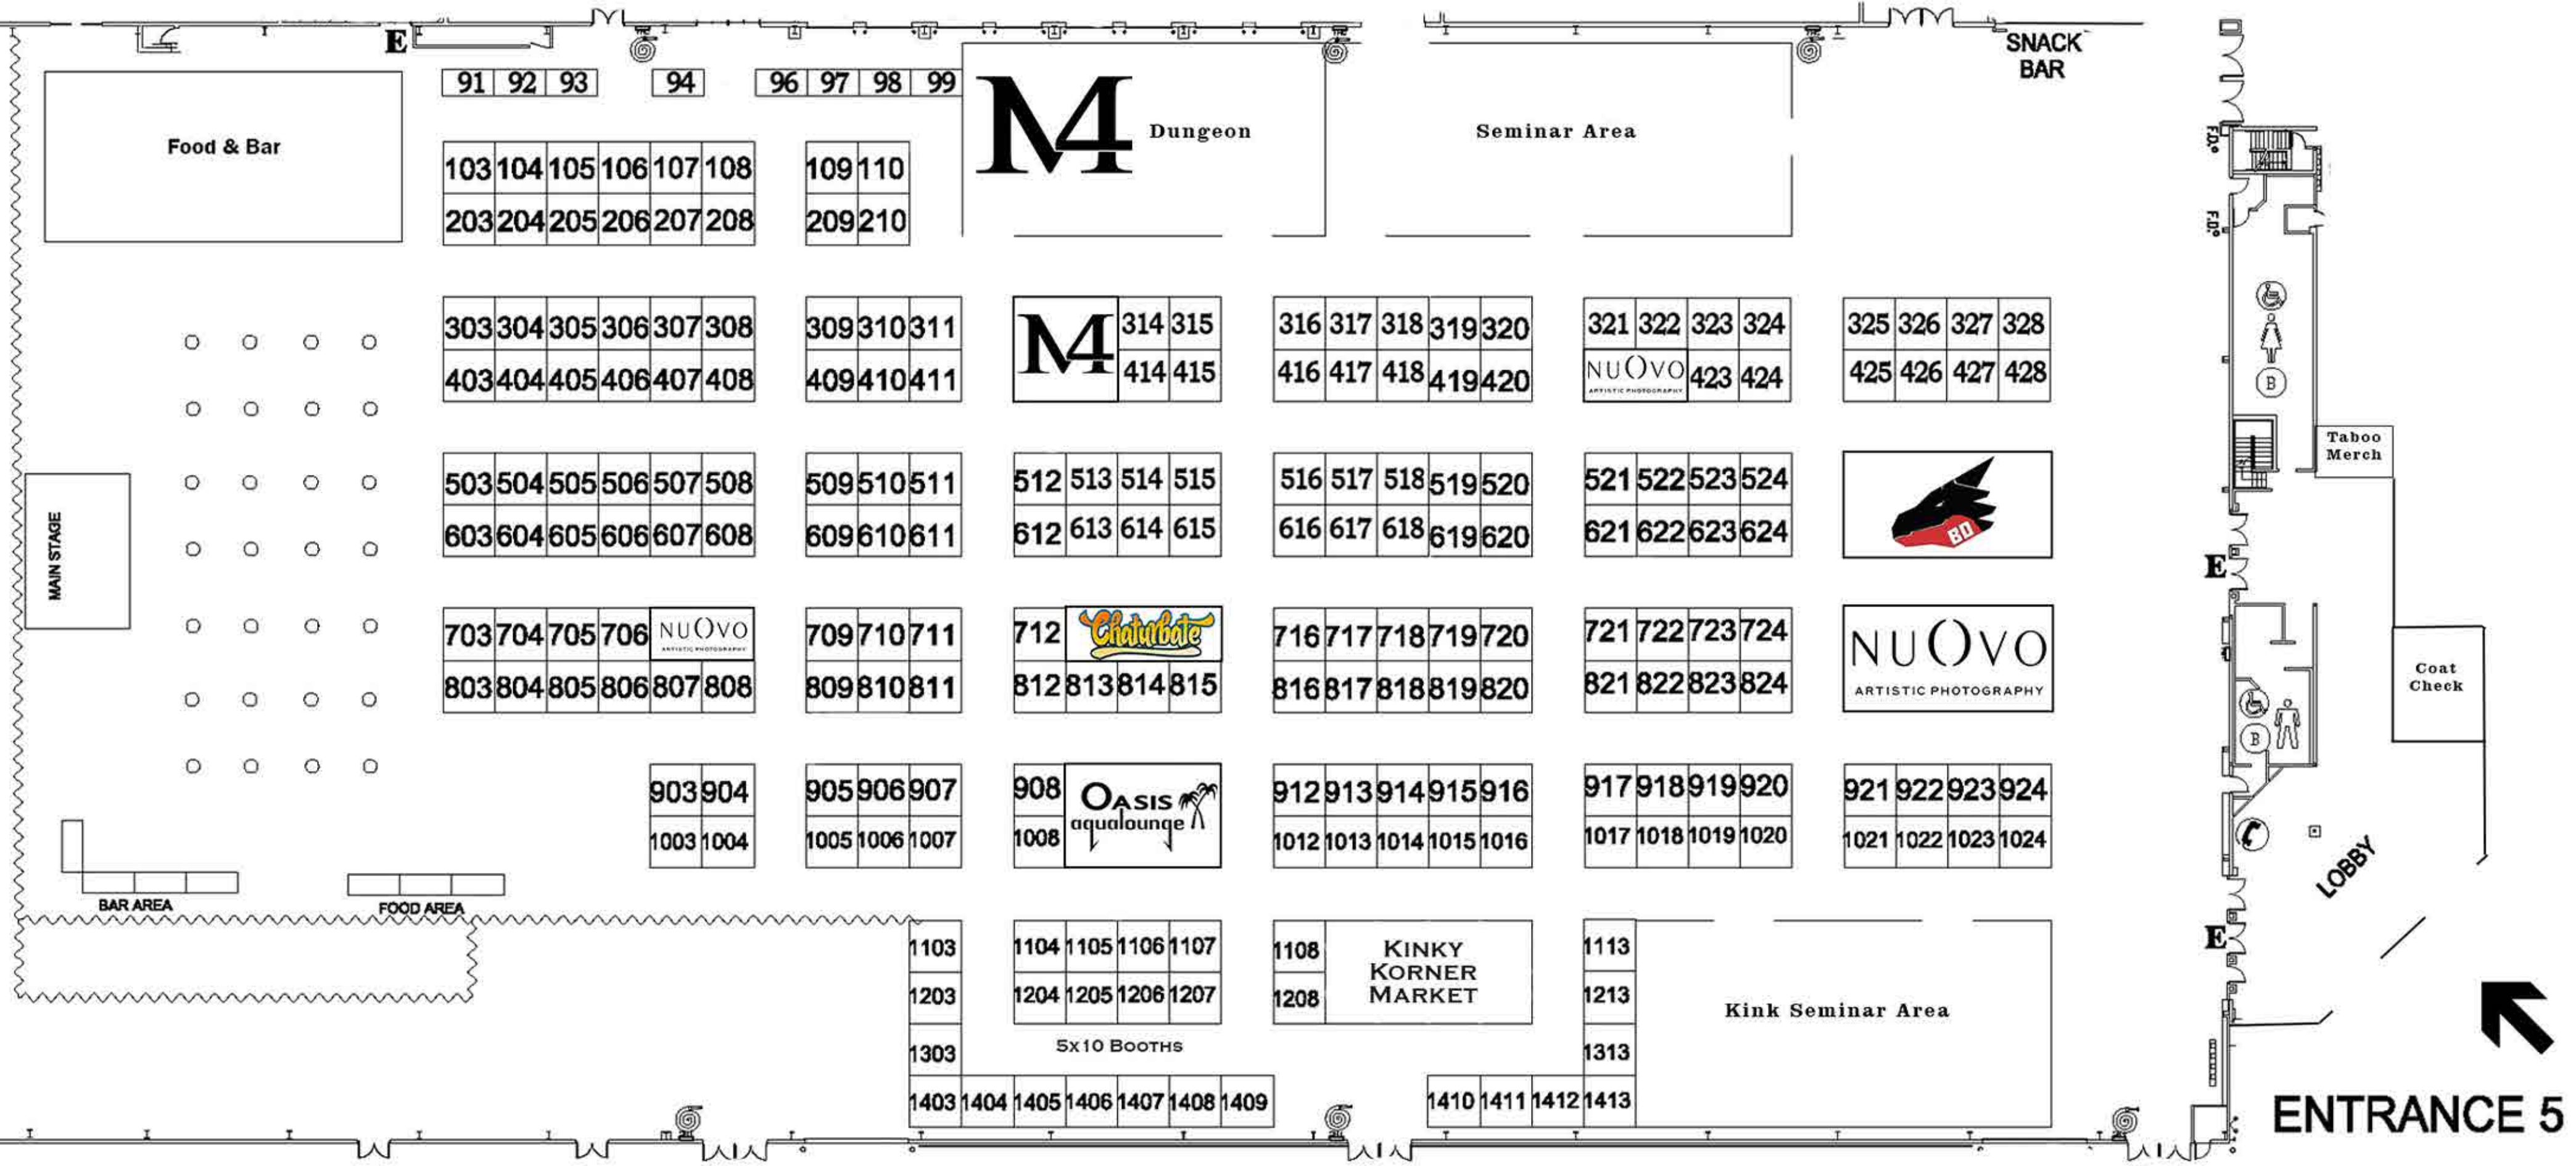 E
SNACK
BAR
91 92 93 94 96 97 98 99
Food & Bar
M4 Dungeon
Seminar Area
F.D.
103 104 105 106 107 108 109 110
203 204 205 206 207 208 209 210
F.D.
303 304 305 306 307 308 309 310 311 M4 314 315 316 317 318 319 320 321 322 323 324 325 326 327 328
403 404 405 406 407 408 409 410 411 414 415 416 417 418 419 420 NUOVO 423 424 425 426 427 428
ARTISTIC PHOTOGRAPHY
B
Taboo
Merch
503 504 505 506 507 508 509 510 511 512 513 514 515 516 517 518 519 520 521 522 523 524
603 604 605 606 607 608 609 610 611 612 613 614 615 616 617 618 619 620 621 622 623 624
BD
MAIN STAGE
E
703 704 705 706 NUOVO 709 710 711 712 Chaturbate 716 717 718 719 720 721 722 723 724 NUOVO
ARTISTIC PHOTOGRAPHY
803 804 805 806 807 808 809 810 811 812 813 814 815 816 817 818 819 820 821 822 823 824 ARTISTIC PHOTOGRAPHY
Coat
Check
B
903 904 905 906 907 908 OASIS 912 913 914 915 916 917 918 919 920 921 922 923 924
aqualounge
1003 1004 1005 1006 1007 1008 1012 1013 1014 1015 1016 1017 1018 1019 1020 1021 1022 1023 1024
LOBBY
BAR AREA
FOOD AREA
E
1103 1104 1105 1106 1107 1108 KINKY 1113
KORNER
1203 1204 1205 1206 1207 1208 MARKET 1213
Kink Seminar Area
5X10 BOOTHS
1303 1313
1403 1404 1405 1406 1407 1408 1409 1410 1411 1412 1413
ENTRANCE 5